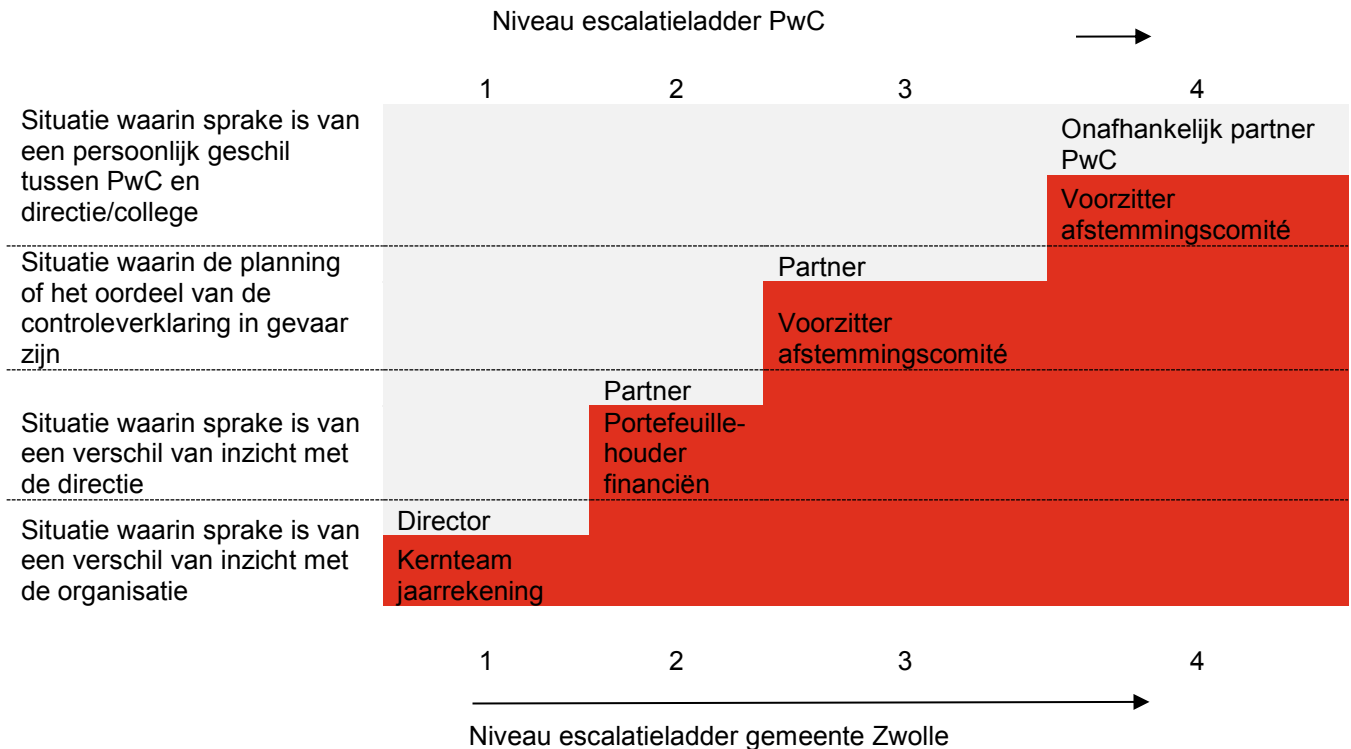 Niveau escalatieladder PwC
1 2 3 4
Situatie waarin sprake is van
een persoonlijk geschil
tussen PwC en
directie/college
Onafhankelijk partner
PwC
Voorzitter
afstemmingscomité
Situatie waarin de planning
of het oordeel van de
controleverklaring in gevaar
zijn
Partner
Voorzitter
afstemmingscomité
Situatie waarin sprake is van
een verschil van inzicht met
de directie
Partner
Portefeuille-
houder
financiën
Situatie waarin sprake is van
een verschil van inzicht met
de organisatie
Director
Kernteam
jaarrekening
1 2 3 4
Niveau escalatieladder gemeente Zwolle